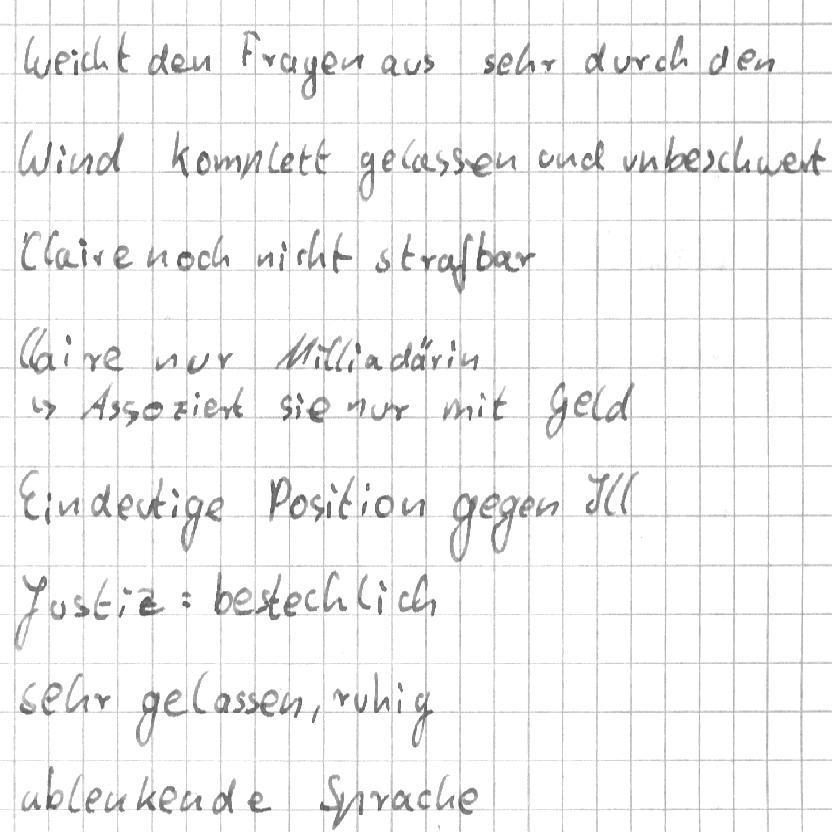 weicht den Fragen aus sehr durch den
Wind komplett gelassen und unbeschwert
Claire noch nicht strafbar
Claire nur Milliadärin
↳ Assoziert sie nur mit Geld
Eindeutige Position gegen Ill
Justiz: bestechlich
sehr gelassen, ruhig
ablenkende Sprache